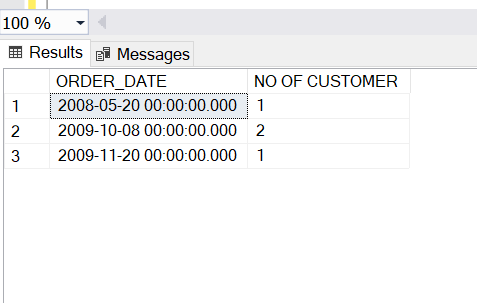 100 %
Results Messages
ORDER_DATE NO OF CUSTOMER
1 2008-05-20 00:00:00.000 1
2 2009-10-08 00:00:00.000 2
3 2009-11-20 00:00:00.000 1